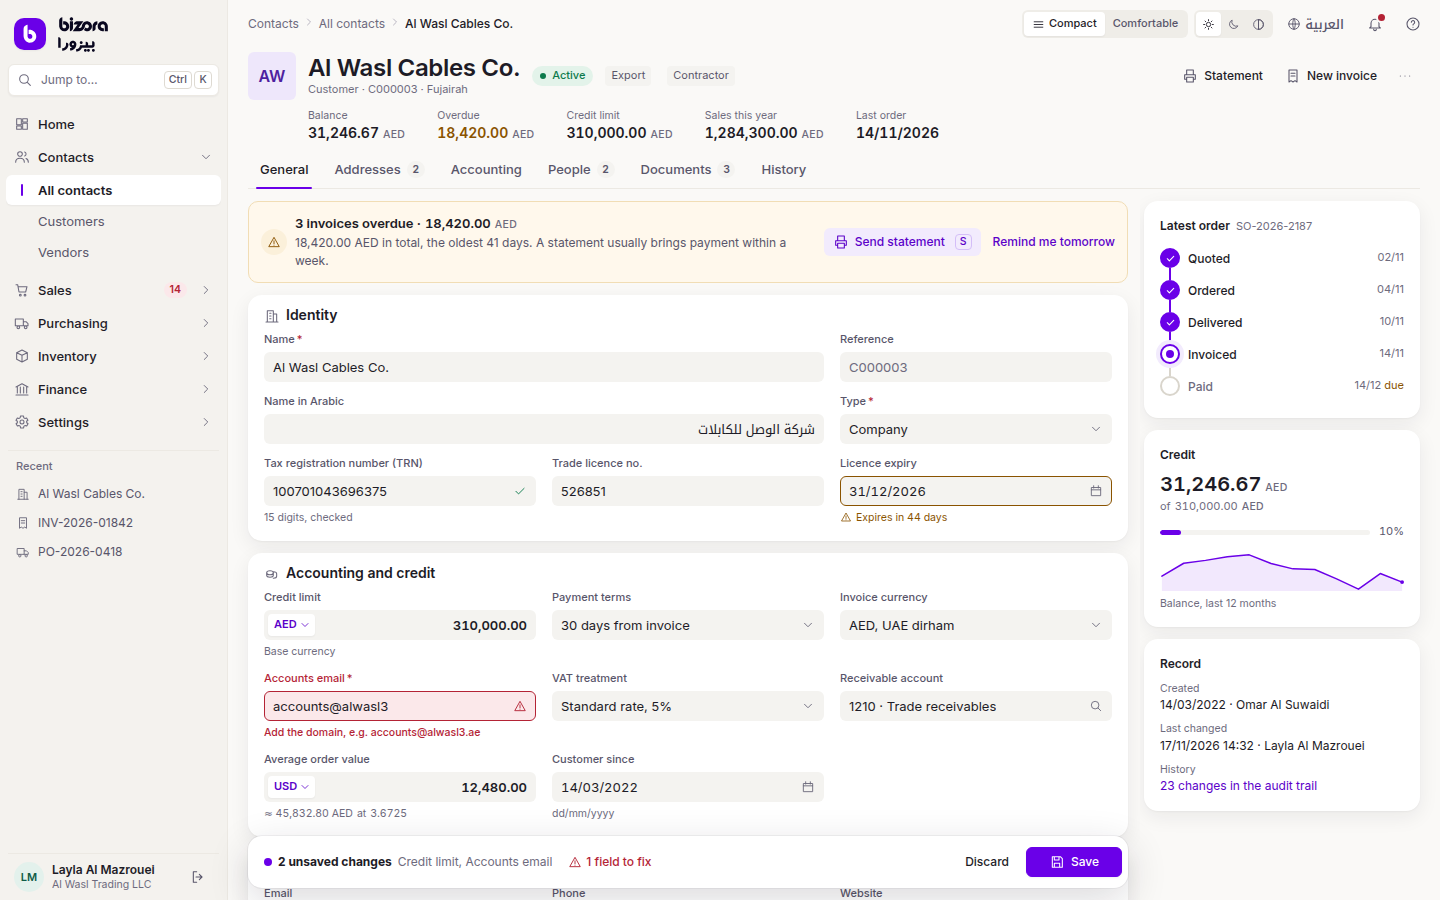 bizora
بيزورا
Jump to...
Ctrl K
Home
Contacts
All contacts
Customers
Vendors
Sales 14
Purchasing
Inventory
Finance
Settings
Recent
Al Wasl Cables Co.
INV-2026-01842
PO-2026-0418
LM
Layla Al Mazrouei
Al Wasl Trading LLC
Contacts All contacts Al Wasl Cables Co.
Compact Comfortable
العربية
AW
Al Wasl Cables Co. Active Export Contractor
Customer · C000003 · Fujairah
Statement New invoice
Balance Overdue Credit limit Sales this year Last order
31,246.67 AED 18,420.00 AED 310,000.00 AED 1,284,300.00 AED 14/11/2026
General Addresses 2 Accounting People 2 Documents 3 History
3 invoices overdue · 18,420.00 AED
18,420.00 AED in total, the oldest 41 days. A statement usually brings payment within a
week.
Send statement S Remind me tomorrow
Identity
Name * Reference
Al Wasl Cables Co. C000003
Name in Arabic Type *
شركة الوصل للكابلات Company
Tax registration number (TRN) Trade licence no. Licence expiry
100701043696375 526851 31/12/2026
15 digits, checked Expires in 44 days
Accounting and credit
Credit limit Payment terms Invoice currency
AED 310,000.00 30 days from invoice AED, UAE dirham
Base currency
Accounts email * VAT treatment Receivable account
accounts@alwasl3 Standard rate, 5% 1210 · Trade receivables
Add the domain, e.g. accounts@alwasl3.ae
Average order value Customer since
USD 12,480.00 14/03/2022
≈ 45,832.80 AED at 3.6725 dd/mm/yyyy
2 unsaved changes Credit limit, Accounts email 1 field to fix Discard Save
Email Phone Website
Latest order SO-2026-2187
Quoted 02/11
Ordered 04/11
Delivered 10/11
Invoiced 14/11
Paid 14/12 due
Credit
31,246.67 AED
of 310,000.00 AED
10%
Balance, last 12 months
Record
Created
14/03/2022 · Omar Al Suwaidi
Last changed
17/11/2026 14:32 · Layla Al Mazrouei
History
23 changes in the audit trail